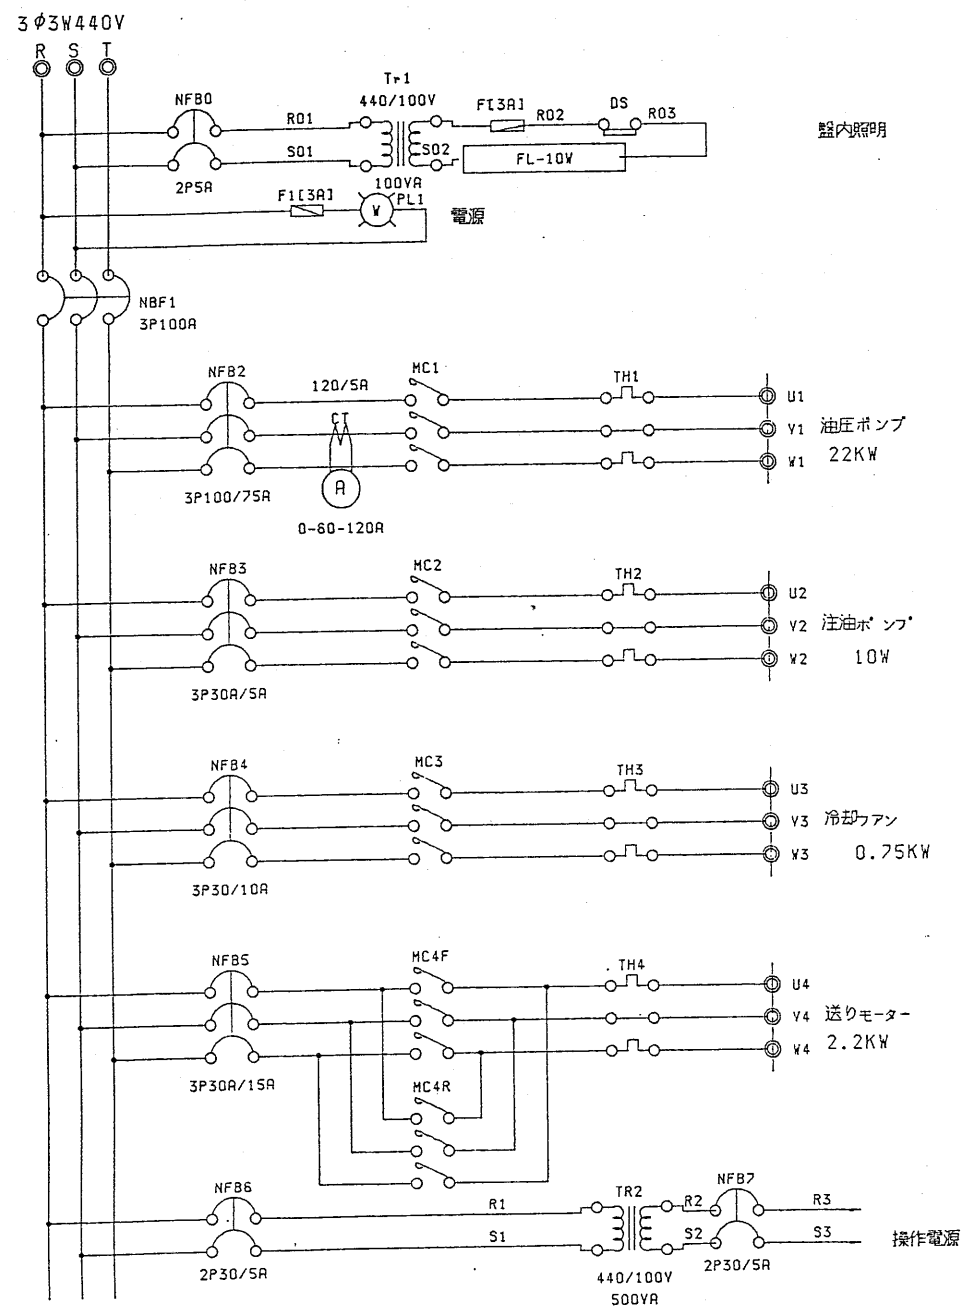 3φ3W440V
R S T
Tr1
440/100V
NFB0
R01
F[3A]
R02
DS
R03
盤内照明
S01
S02
FL-10W
2P5A
100VA
F1[3A]
W
PL1
電源
NBF1
3P100A
NFB2
120/5A
MC1
TH1
U1
CT
V1
油圧ポンプ
A
W1
22KW
3P100/75A
0-60-120A
NFB3
MC2
TH2
U2
V2
注油ポンプ
W2
10W
3P30A/5A
NFB4
MC3
TH3
U3
V3
冷却ファン
W3
0.75KW
3P30/10A
NFB5
MC4F
TH4
U4
V4
送りモーター
W4
2.2KW
3P30A/15A
MC4R
NFB6
R1
TR2
R2
NFB7
R3
S1
S2
S3
操作電源
2P30/5A
440/100V
500VA
2P30/5A